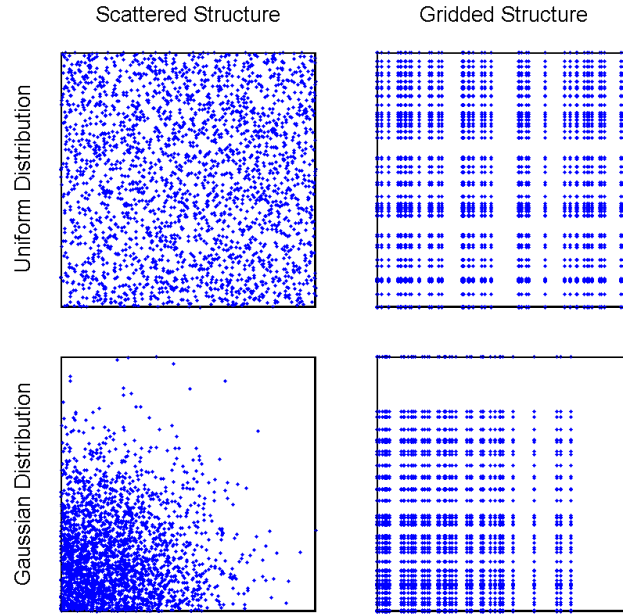 Scattered Structure
Gridded Structure
Uniform Distribution
Gaussian Distribution